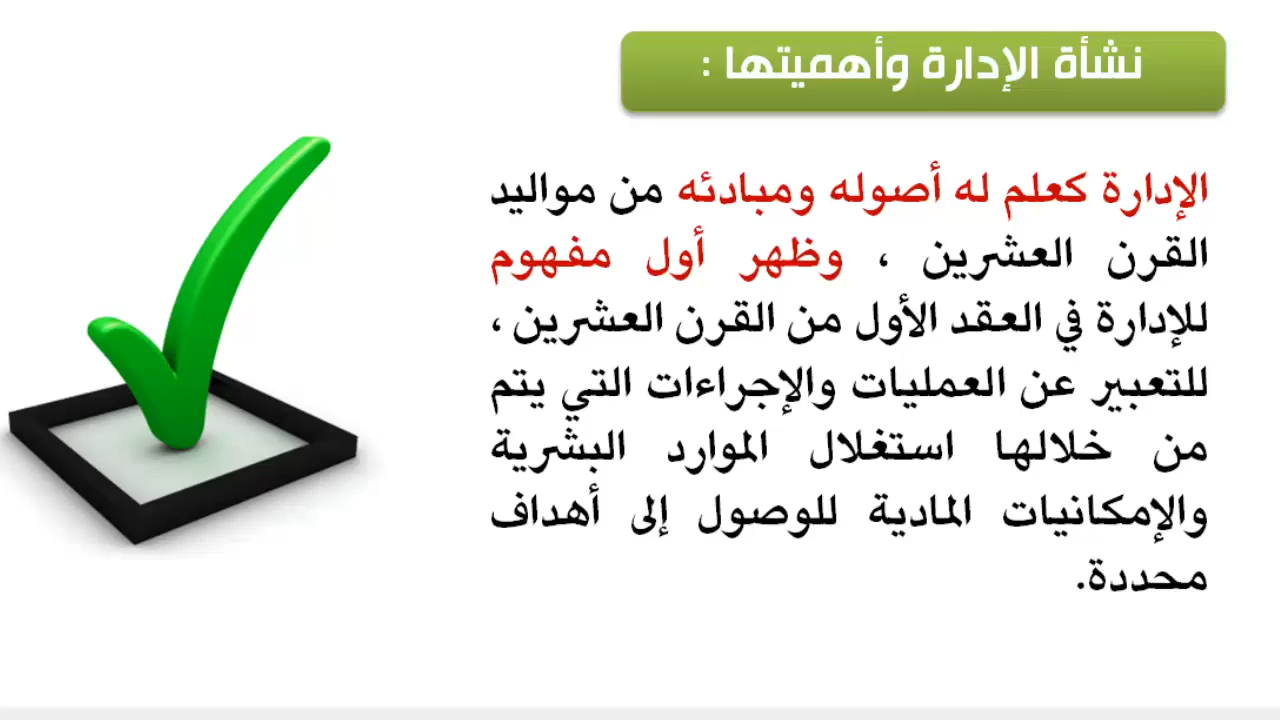 نشأة الإدارة وأهميتها :
الإدارة كعلم له أصوله ومبادئه من مواليد
القرن العشرين ، وظهر أول مفهوم
للإدارة في العقد الأول من القرن العشرين ،
للتعبير عن العمليات والإجراءات التي يتم
من خلالها استغلال الموارد البشرية
والإمكانيات المادية للوصول إلى أهداف
محددة.